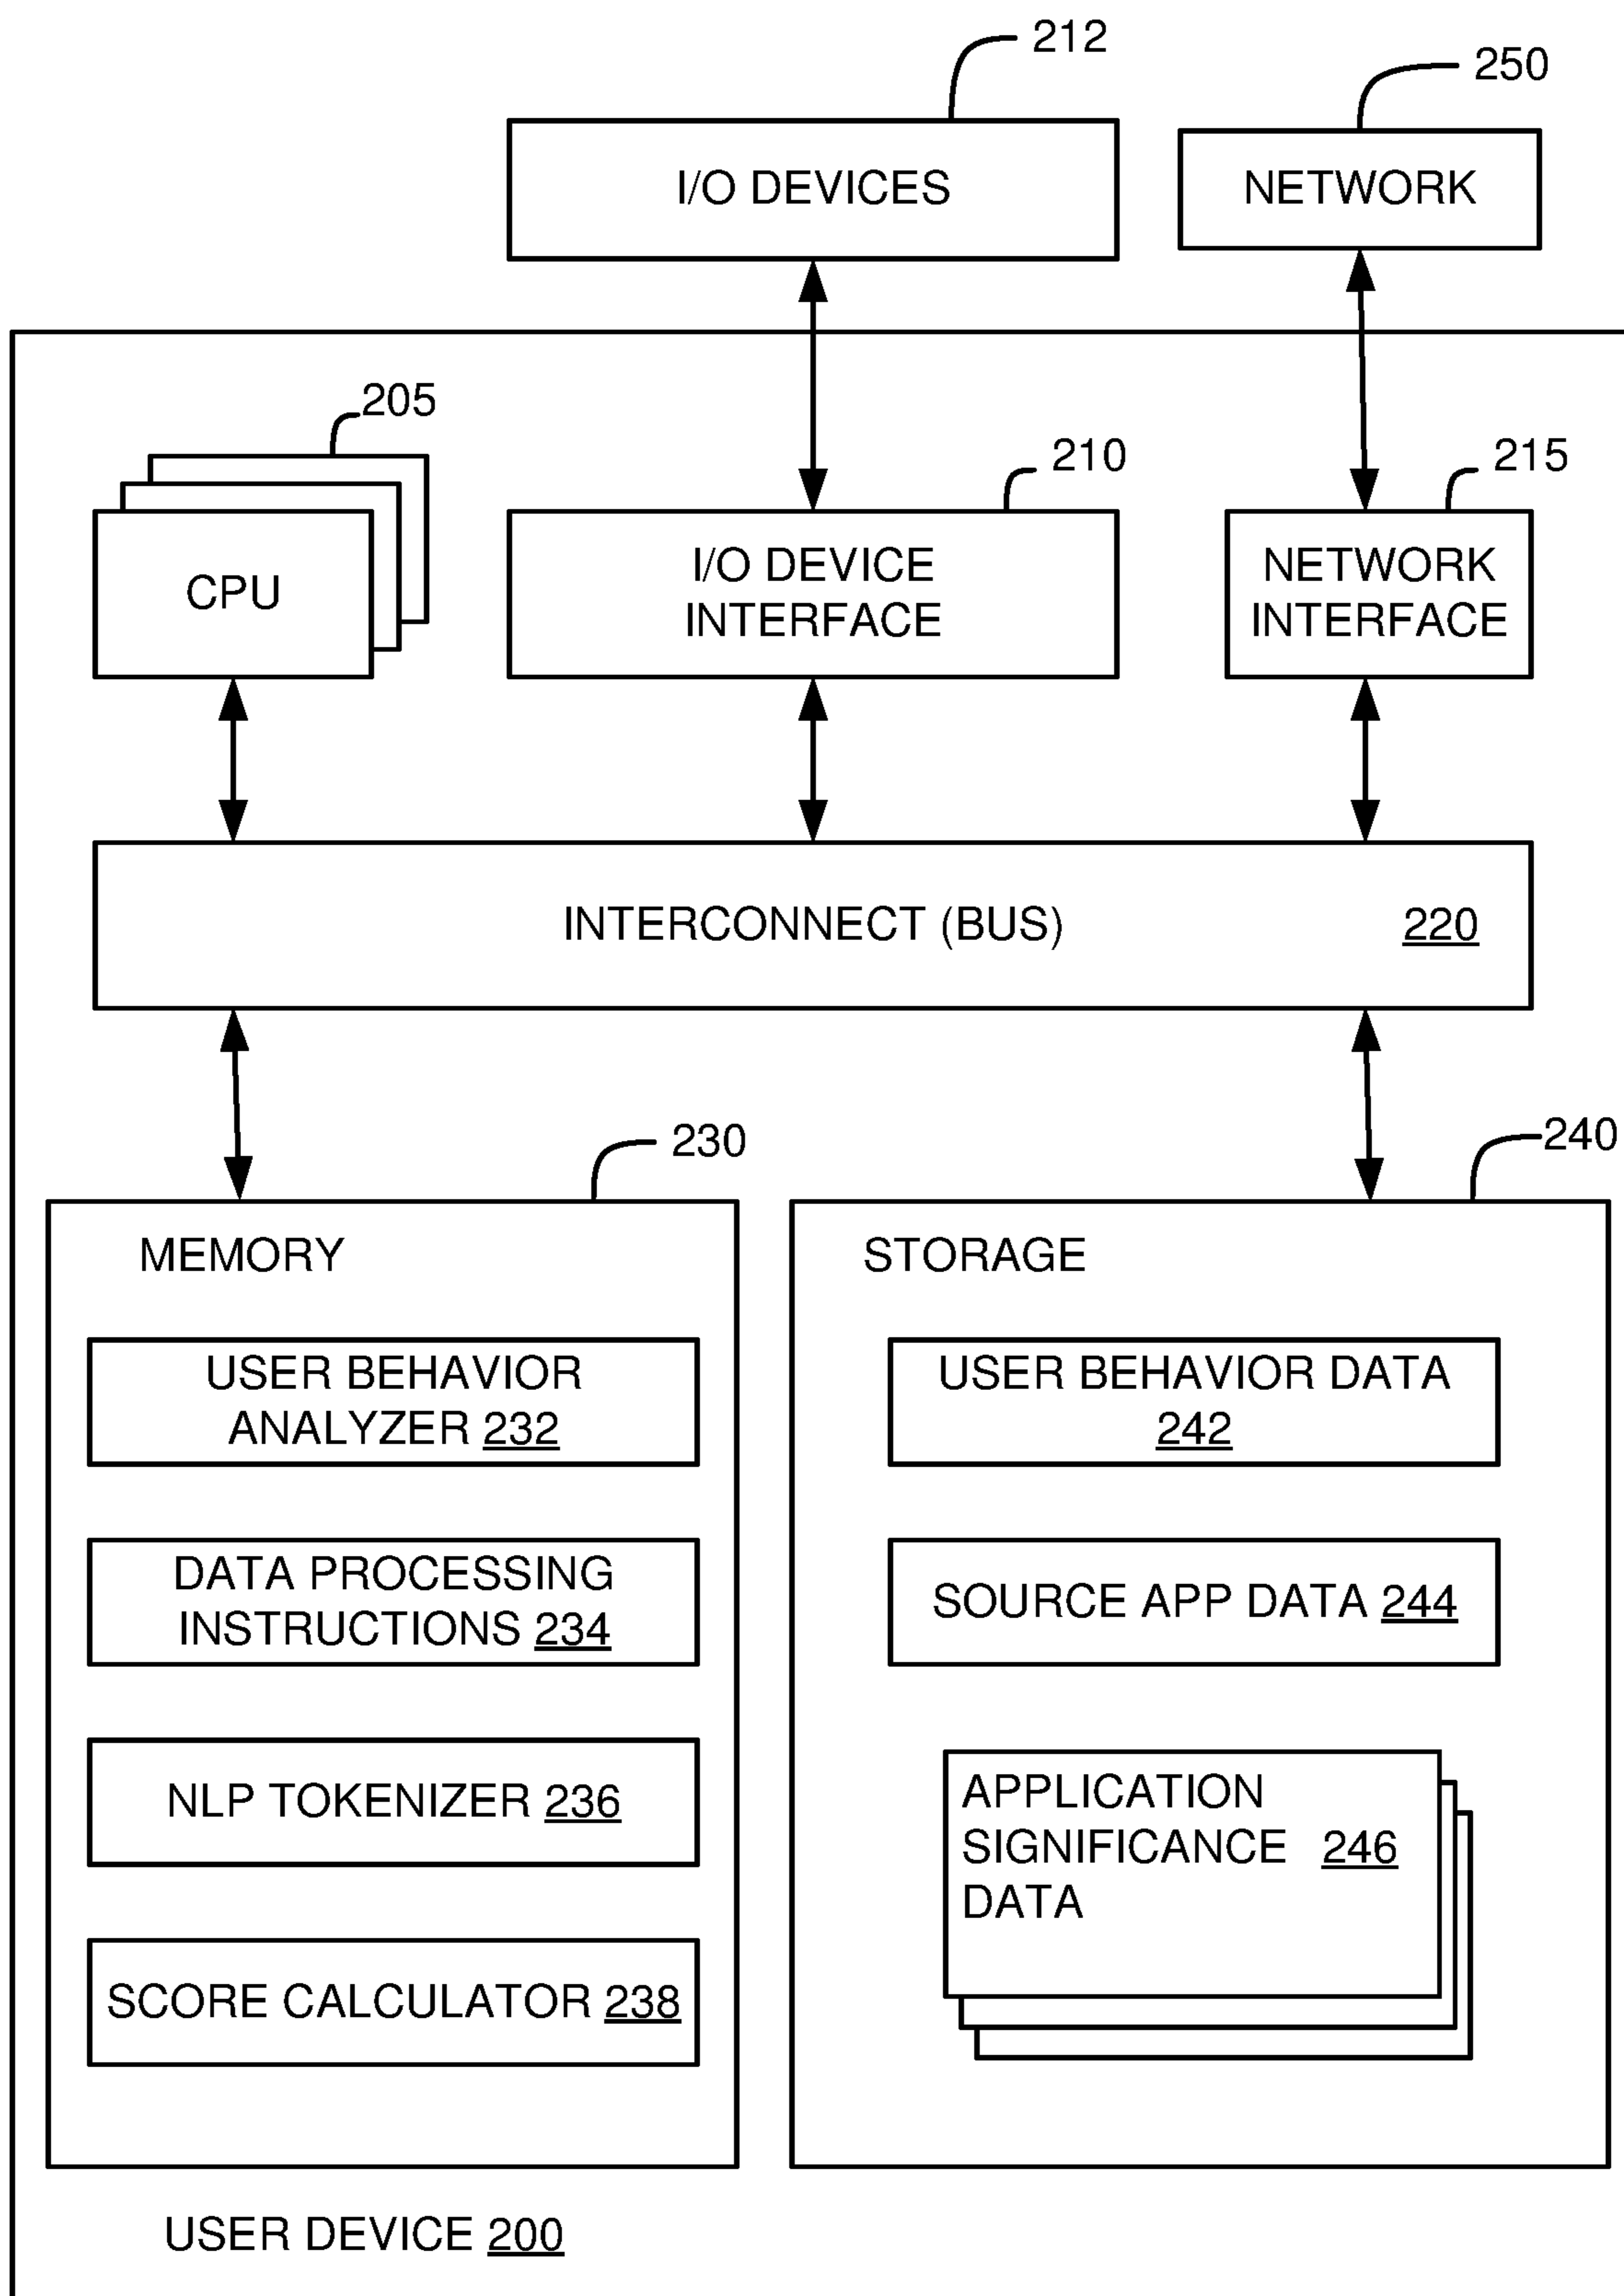 212
250
I/O DEVICES
NETWORK
205
210
215
CPU
I/O DEVICE
INTERFACE
NETWORK
INTERFACE
INTERCONNECT (BUS) 220
230
240
MEMORY
USER BEHAVIOR
ANALYZER 232
DATA PROCESSING
INSTRUCTIONS 234
NLP TOKENIZER 236
SCORE CALCULATOR 238
STORAGE
USER BEHAVIOR DATA
242
SOURCE APP DATA 244
APPLICATION
SIGNIFICANCE 246
DATA
USER DEVICE 200